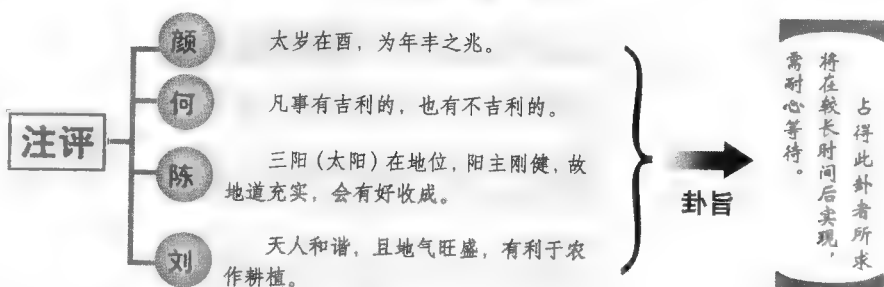 注评
颜
太岁在酉，为年丰之兆。
何
凡事有吉利的，也有不吉利的。
陈
三阳（太阳）在地位，阳主刚健，故
地道充实，会有好收成。
刘
天人和谐，且地气旺盛，有利于农
作耕植。
卦旨
占得此卦者所求
将在较长时间后实现，
需耐心等待。